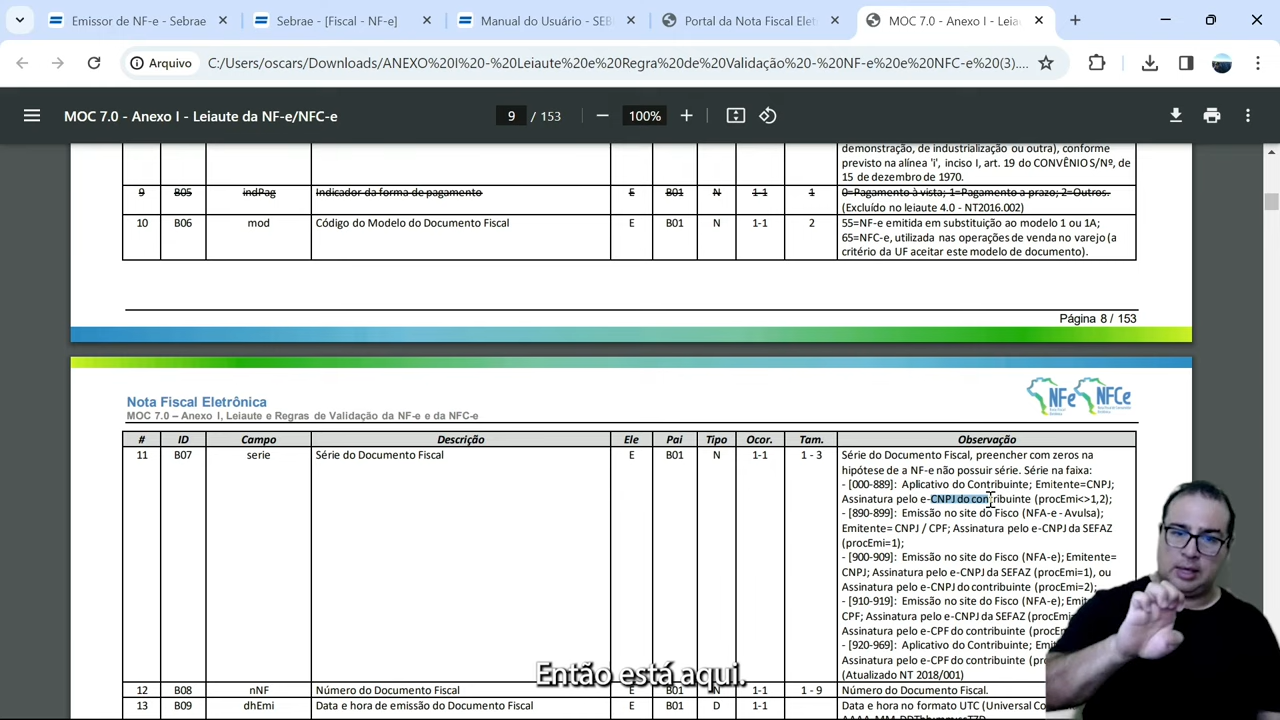 Emissor de NF-e - Sebrae
Sebrae - [Fiscal - NF-e]
Manual do Usuário - SEB
Portal da Nota Fiscal Elet
MOC 7.0 - Anexo I - Leia
Arquivo
C:/Users/oscars/Downloads/ANEXO%20I%20-%20Leiaute%20e%20Regra%20de%20Validação%20-%20NF-e%20e%20NFC-e%20(3)....
MOC 7.0 - Anexo I - Leiaute da NF-e/NFC-e
9 / 153
100%
demonstração, de industrialização ou outra), conforme
previsto na alínea 'i', inciso I, art. 19 do CONVÊNIO S/Nº, de
15 de dezembro de 1970.
9 B05 indPag Indicador da forma de pagamento E B01 N 1-1 1 0=Pagamento à vista; 1=Pagamento a prazo; 2=Outros.
(Excluído no leiaute 4.0 - NT2016.002)
10 B06 mod Código do Modelo do Documento Fiscal E B01 N 1-1 2 55=NF-e emitida em substituição ao modelo 1 ou 1A;
65=NFC-e, utilizada nas operações de venda no varejo (a
critério da UF aceitar este modelo de documento).
Página 8 / 153
Nota Fiscal Eletrônica
MOC 7.0 – Anexo I, Leiaute e Regras de Validação da NF-e e da NFC-e
NFe NFCe
# ID Campo Descrição Ele Pai Tipo Ocor. Tam. Observação
11 B07 serie Série do Documento Fiscal E B01 N 1-1 1 - 3 Série do Documento Fiscal, preencher com zeros na
hipótese de a NF-e não possuir série. Série na faixa:
- [000-889]: Aplicativo do Contribuinte; Emitente=CNPJ;
Assinatura pelo e-CNPJ do contribuinte (procEmi<>1,2);
- [890-899]: Emissão no site do Fisco (NFA-e - Avulsa);
Emitente= CNPJ / CPF; Assinatura pelo e-CNPJ da SEFAZ
(procEmi=1);
- [900-909]: Emissão no site do Fisco (NFA-e); Emitente=
CNPJ; Assinatura pelo e-CNPJ da SEFAZ (procEmi=1), ou
Assinatura pelo e-CNPJ do contribuinte (procEmi=2);
- [910-919]: Emissão no site do Fisco (NFA-e); Emit
CPF; Assinatura pelo e-CNPJ da SEFAZ (procEmi
Assinatura pelo e-CPF do contribuinte (procE
- [920-969]: Aplicativo do Contribuinte; Emit
Assinatura pelo e-CPF do contribuinte (pro
(Atualizado NT 2018/001)
12 B08 nNF Número do Documento Fiscal E B01 N 1-1 1 - 9 Número do Documento Fiscal.
13 B09 dhEmi Data e hora de emissão do Documento Fiscal E B01 D 1-1 Data e hora no formato UTC (Universal Co
Então está aqui.